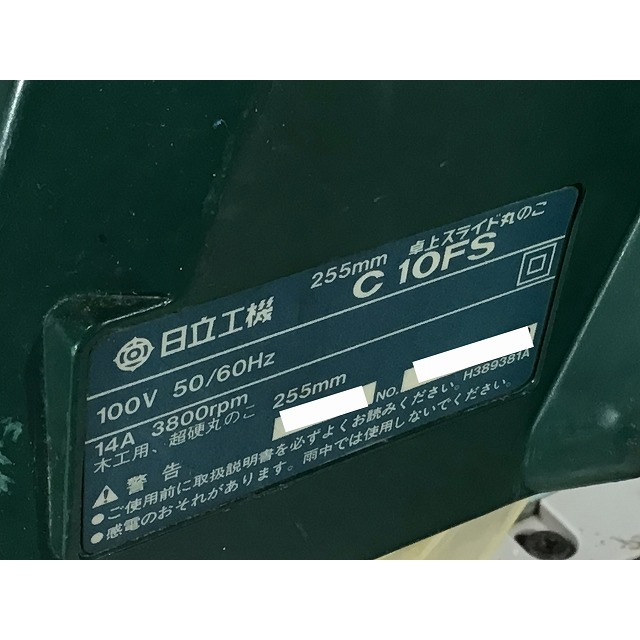 255mm 卓上スライド丸のこ
日立工機 C 10FS
100V 50/60Hz
14A 3800rpm 255mm NO.
木工用、超硬丸のこ H389381A
警告
●ご使用前に取扱説明書を必ずよくお読みください。
●感電のおそれがあります。雨中では使用しないでください。